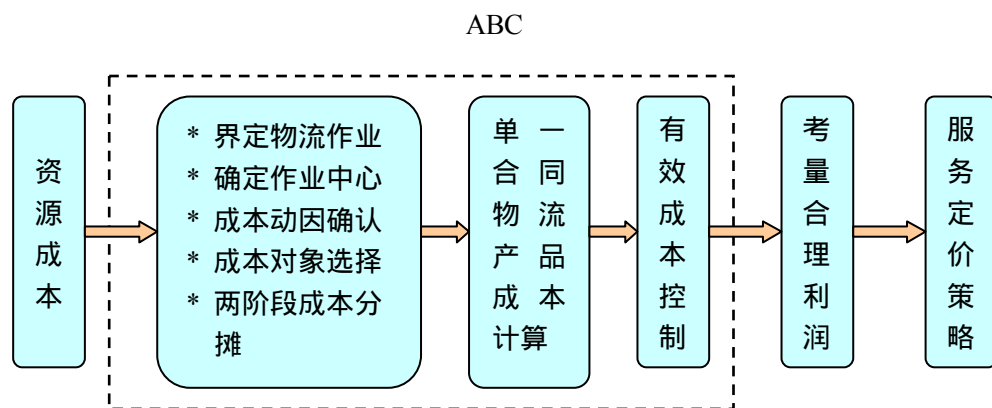 ABC
资源成本
* 界定物流作业
* 确定作业中心
* 成本动因确认
* 成本对象选择
* 两阶段成本分
摊
单 一
合 同
物 流
产 品
成 本
计算
有效成本控制
考量合理利润
服务定价策略